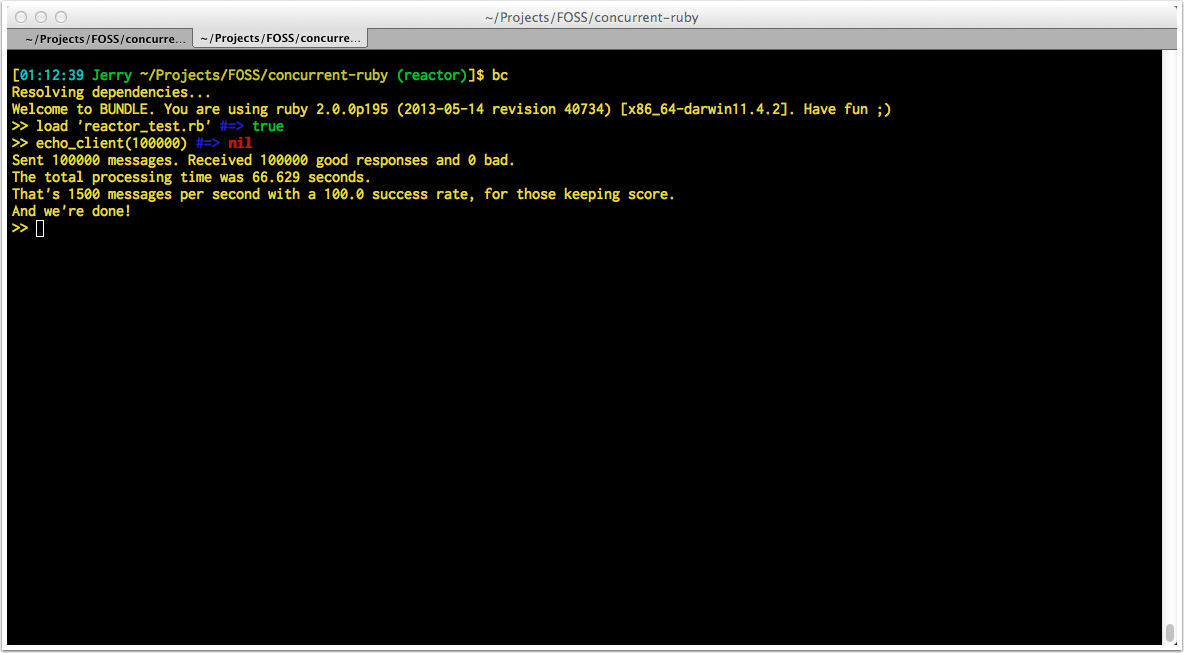 ~/Projects/FOSS/concurrent-ruby
~/Projects/FOSS/concurre... ~/Projects/FOSS/concurre...
[01:12:39 Jerry ~/Projects/FOSS/concurrent-ruby (reactor)]$ bc
Resolving dependencies...
Welcome to BUNDLE. You are using ruby 2.0.0p195 (2013-05-14 revision 40734) [x86_64-darwin11.4.2]. Have fun ;)
>> load 'reactor_test.rb' #=> true
>> echo_client(100000) #=> nil
Sent 100000 messages. Received 100000 good responses and 0 bad.
The total processing time was 66.629 seconds.
That's 1500 messages per second with a 100.0 success rate, for those keeping score.
And we're done!
>>